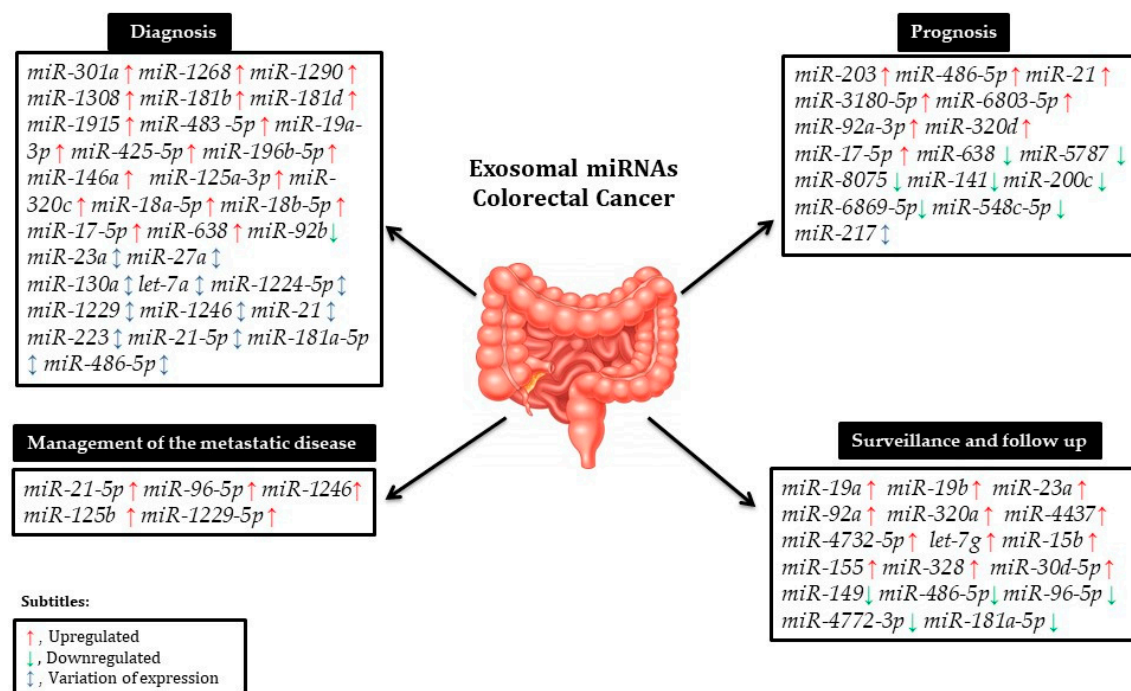 Diagnosis
miR-301a ↑ miR-1268 ↑ miR-1290 ↑
miR-1308 ↑ miR-181b ↑ miR-181d ↑
miR-1915 ↑ miR-483 -5p ↑ miR-19a-
3p ↑ miR-425-5p ↑ miR-196b-5p ↑
miR-146a ↑ miR-125a-3p ↑ miR-
320c ↑ miR-18a-5p ↑ miR-18b-5p ↑
miR-17-5p ↑ miR-638 ↑ miR-92b ↓
miR-23a ↕ miR-27a ↕
miR-130a ↕ let-7a ↕ miR-1224-5p ↕
miR-1229 ↕ miR-1246 ↕ miR-21 ↕
miR-223 ↕ miR-21-5p ↕ miR-181a-5p
↕ miR-486-5p ↕
Prognosis
miR-203 ↑ miR-486-5p ↑ miR-21 ↑
miR-3180-5p ↑ miR-6803-5p ↑
miR-92a-3p ↑ miR-320d ↑
miR-17-5p ↑ miR-638 ↓ miR-5787 ↓
miR-8075 ↓ miR-141 ↓ miR-200c ↓
miR-6869-5p ↓ miR-548c-5p ↓
miR-217 ↕
Exosomal miRNAs
Colorectal Cancer
Management of the metastatic disease
miR-21-5p ↑ miR-96-5p ↑ miR-1246 ↑
miR-125b ↑ miR-1229-5p ↑
Surveillance and follow up
miR-19a ↑ miR-19b ↑ miR-23a ↑
miR-92a ↑ miR-320a ↑ miR-4437 ↑
miR-4732-5p ↑ let-7g ↑ miR-15b ↑
miR-155 ↑ miR-328 ↑ miR-30d-5p ↑
miR-149 ↓ miR-486-5p ↓ miR-96-5p ↓
miR-4772-3p ↓ miR-181a-5p ↓
Subtitles:
↑ , Upregulated
↓ , Downregulated
↕ , Variation of expression